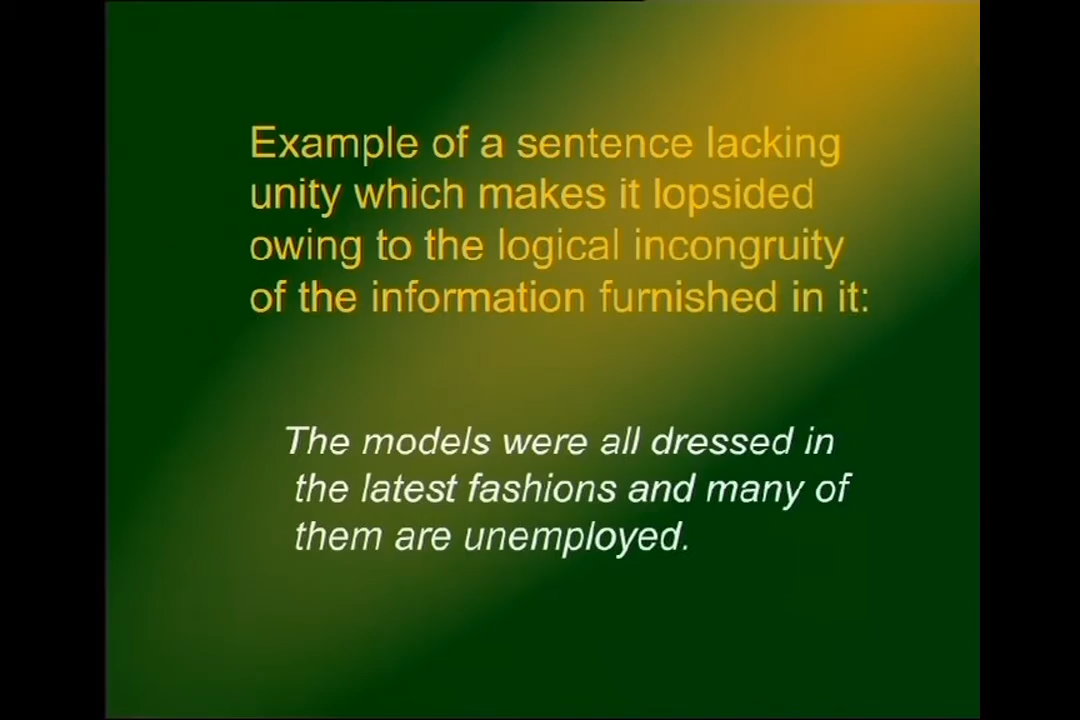 Example of a sentence lacking
unity which makes it lopsided
owing to the logical incongruity
of the information furnished in it:
The models were all dressed in
the latest fashions and many of
them are unemployed.